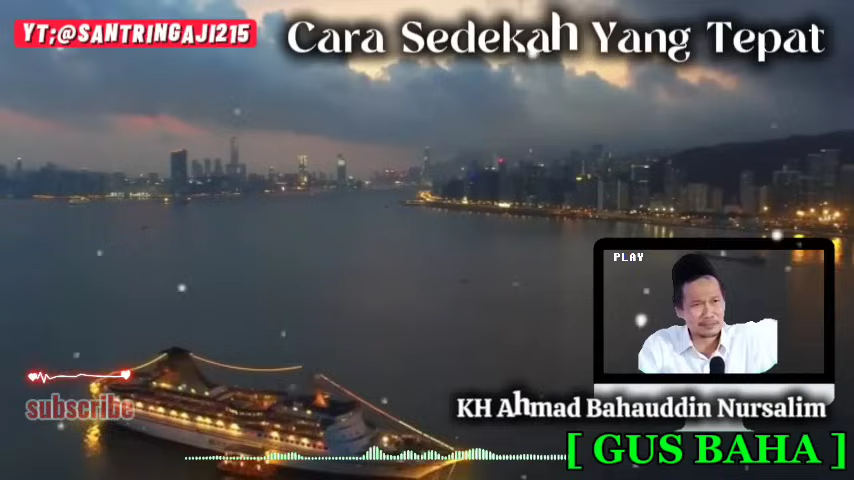 YT;@SANTRINGAJI215
Cara Sedekah Yang Tepat
PLAY
subscribe
KH Ahmad Bahauddin Nursalim
[ GUS BAHA ]